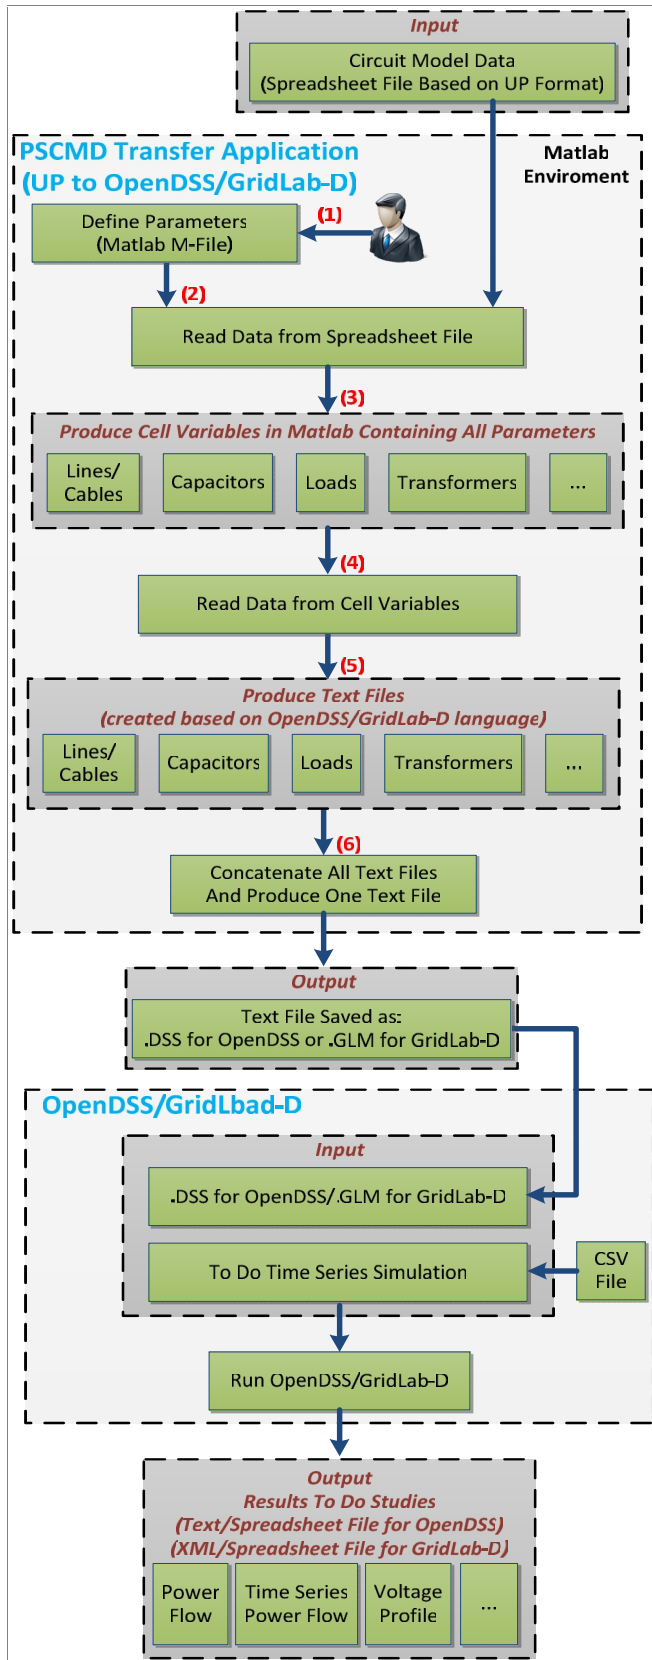 Input
Circuit Model Data
(Spreadsheet File Based on UP Format)
PSCMD Transfer Application
(UP to OpenDSS/GridLab-D)
Matlab
Enviroment
Define Parameters
(Matlab M-File)
(1)
(2)
Read Data from Spreadsheet File
(3)
Produce Cell Variables in Matlab Containing All Parameters
Lines/
Cables
Capacitors
Loads
Transformers
...
(4)
Read Data from Cell Variables
(5)
Produce Text Files
(created based on OpenDSS/GridLab-D language)
Lines/
Cables
Capacitors
Loads
Transformers
...
(6)
Concatenate All Text Files
And Produce One Text File
Output
Text File Saved as:
.DSS for OpenDSS or .GLM for GridLab-D
OpenDSS/GridLbad-D
Input
.DSS for OpenDSS/.GLM for GridLab-D
To Do Time Series Simulation
CSV
File
Run OpenDSS/GridLab-D
Output
Results To Do Studies
(Text/Spreadsheet File for OpenDSS)
(XML/Spreadsheet File for GridLab-D)
Power
Flow
Time Series
Power Flow
Voltage
Profile
...